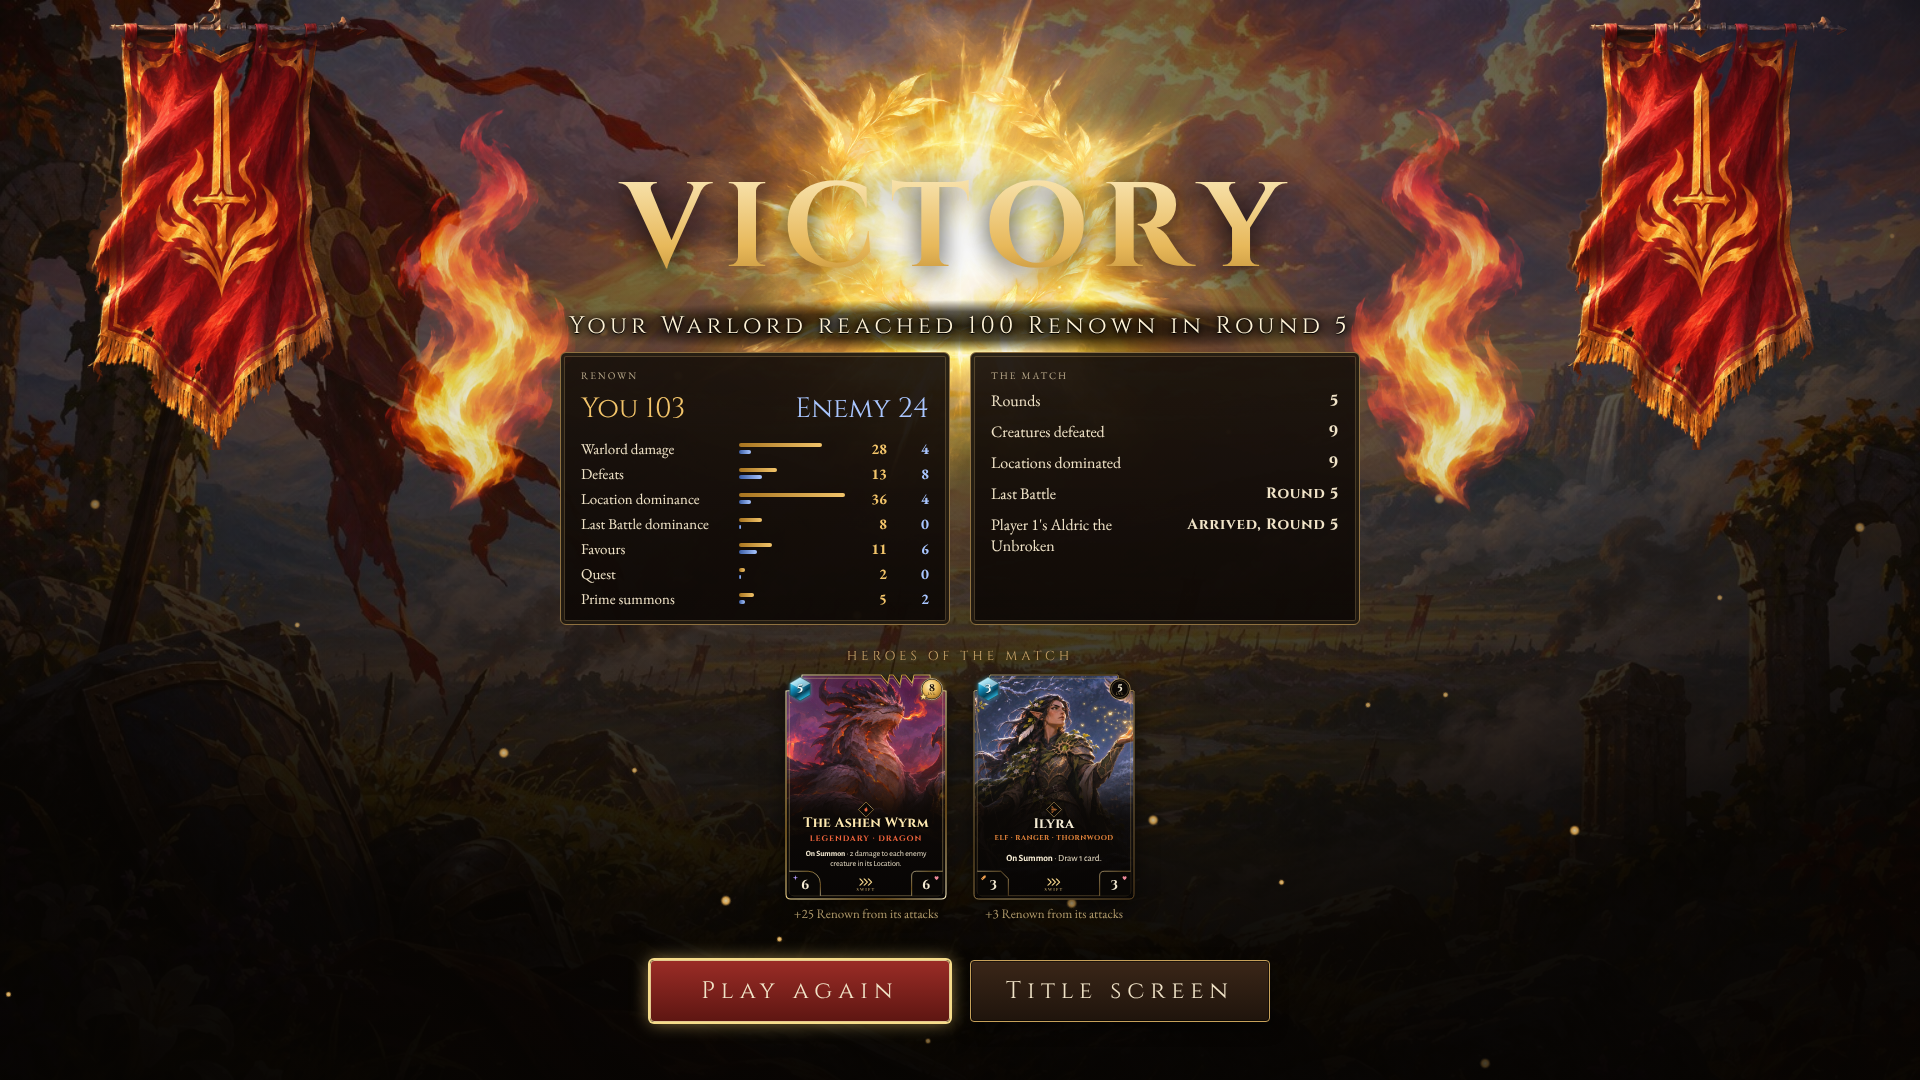 VICTORY
Your Warlord reached 100 Renown in Round 5
RENOWN
You 103 Enemy 24
Warlord damage 28 4
Defeats 13 8
Location dominance 36 4
Last Battle dominance 8 0
Favours 11 6
Quest 2 0
Prime summons 5 2
THE MATCH
Rounds 5
Creatures defeated 9
Locations dominated 9
Last Battle Round 5
Player 1's Aldric the Arrived, Round 5
Unbroken
HEROES OF THE MATCH
5 8
The Ashen Wyrm
LEGENDARY · DRAGON
On Summon · 2 damage to each enemy
creature in its Location.
6 SWIFT 6
+25 Renown from its attacks
3 5
Ilyra
ELF · RANGER · THORNWOOD
On Summon · Draw 1 card.
3 SWIFT 3
+3 Renown from its attacks
Play again
Title screen